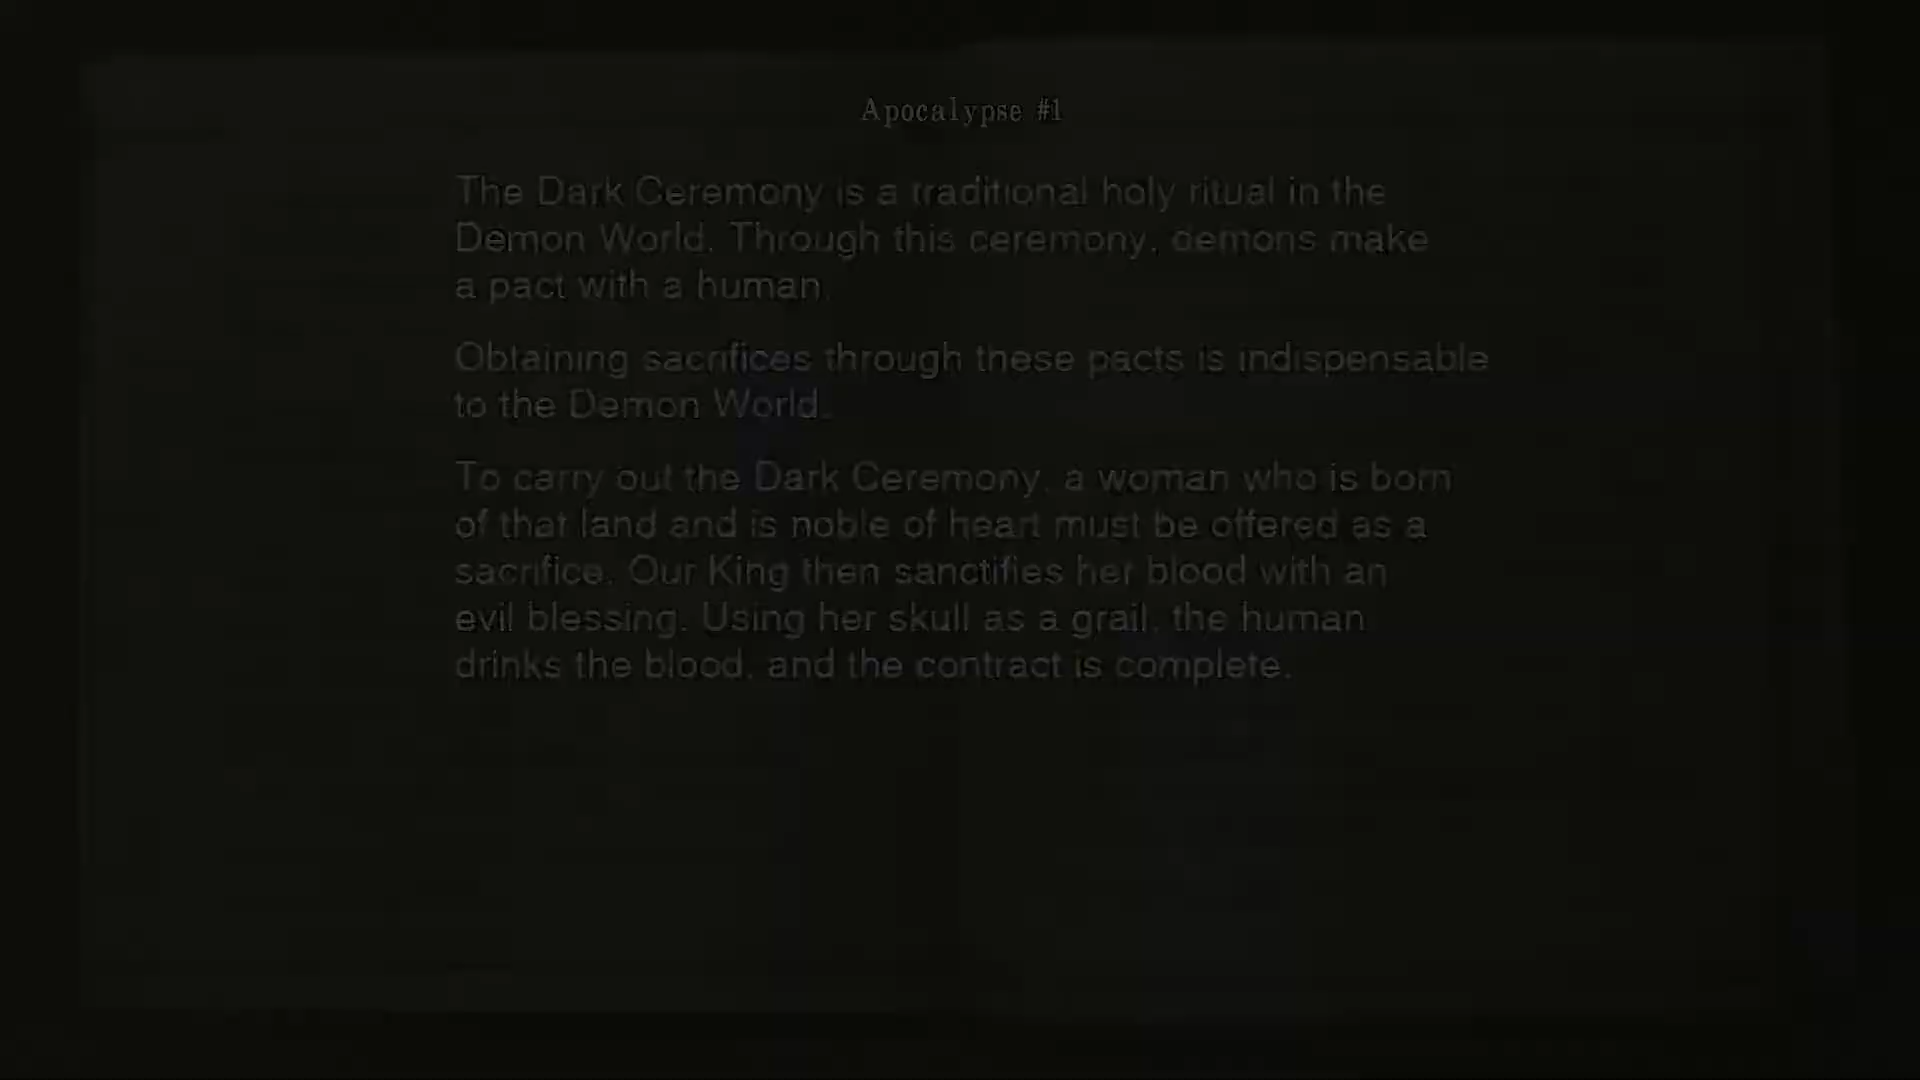 Apocalypse #1
The Dark Ceremony is a traditional holy ritual in the
Demon World. Through this ceremony, demons make
a pact with a human.
Obtaining sacrifices through these pacts is indispensable
to the Demon World.
To carry out the Dark Ceremony, a woman who is born
of that land and is noble of heart must be offered as a
sacrifice. Our King then sanctifies her blood with an
evil blessing. Using her skull as a grail, the human
drinks the blood, and the contract is complete.